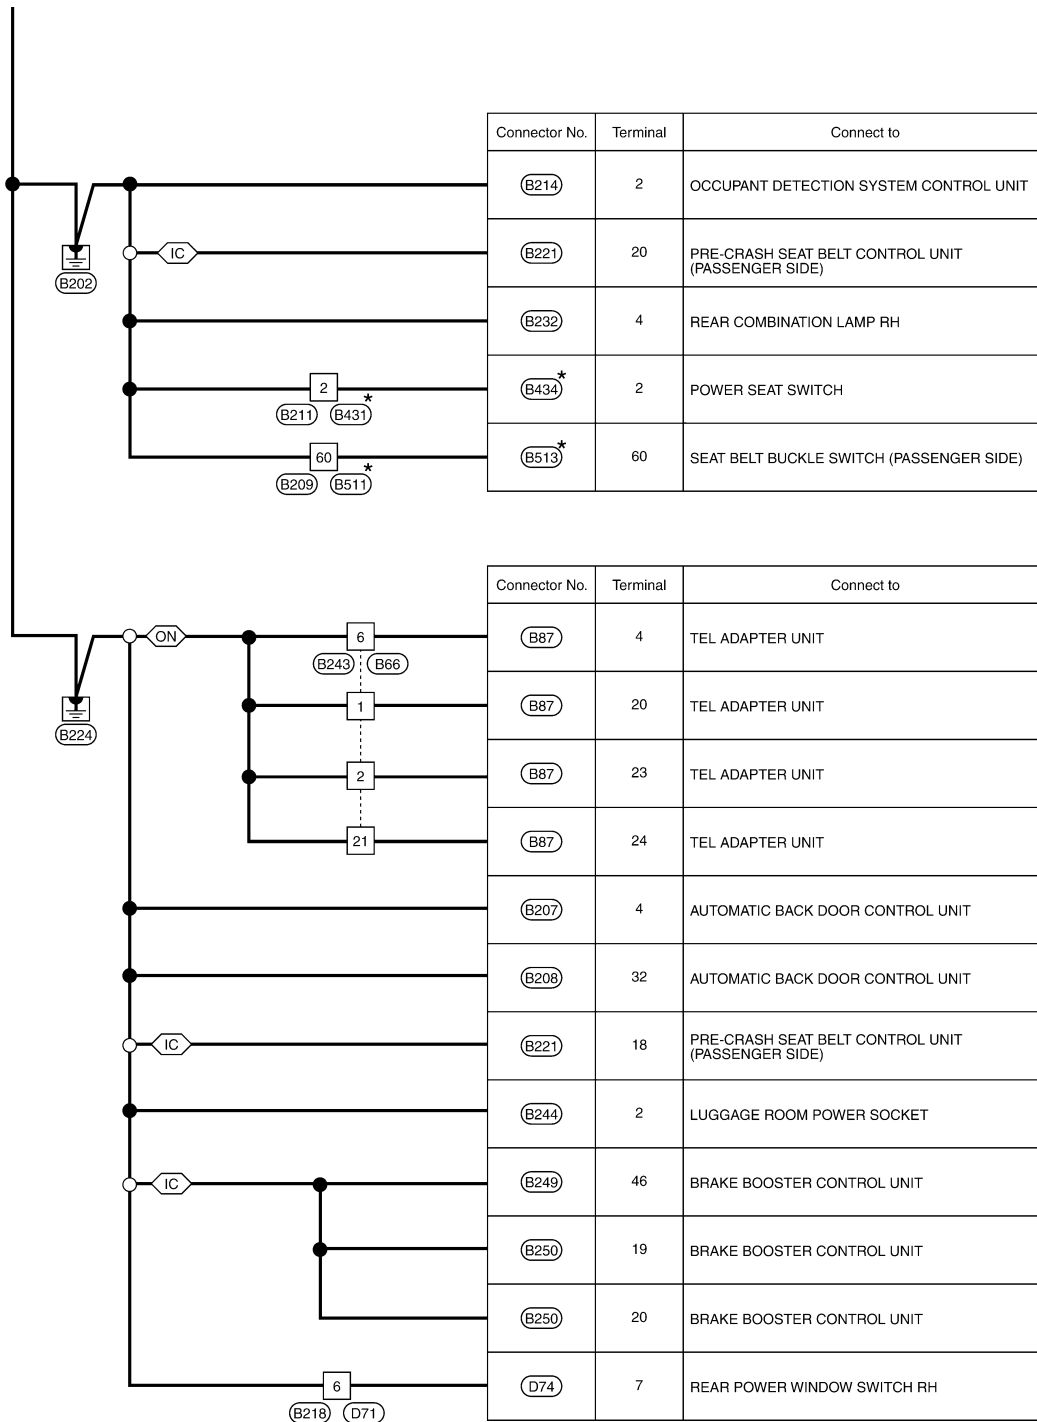 Connector No. Terminal Connect to
B214 2 OCCUPANT DETECTION SYSTEM CONTROL UNIT
IC B221 20 PRE-CRASH SEAT BELT CONTROL UNIT
(PASSENGER SIDE)
B202
B232 4 REAR COMBINATION LAMP RH
2 B434* 2 POWER SEAT SWITCH
B211 B431*
60 B513* 60 SEAT BELT BUCKLE SWITCH (PASSENGER SIDE)
B209 B511*
Connector No. Terminal Connect to
ON 6 B87 4 TEL ADAPTER UNIT
B243 B66
1 B87 20 TEL ADAPTER UNIT
B224
2 B87 23 TEL ADAPTER UNIT
21 B87 24 TEL ADAPTER UNIT
B207 4 AUTOMATIC BACK DOOR CONTROL UNIT
B208 32 AUTOMATIC BACK DOOR CONTROL UNIT
IC B221 18 PRE-CRASH SEAT BELT CONTROL UNIT
(PASSENGER SIDE)
B244 2 LUGGAGE ROOM POWER SOCKET
IC B249 46 BRAKE BOOSTER CONTROL UNIT
B250 19 BRAKE BOOSTER CONTROL UNIT
B250 20 BRAKE BOOSTER CONTROL UNIT
6 D74 7 REAR POWER WINDOW SWITCH RH
B218 D71